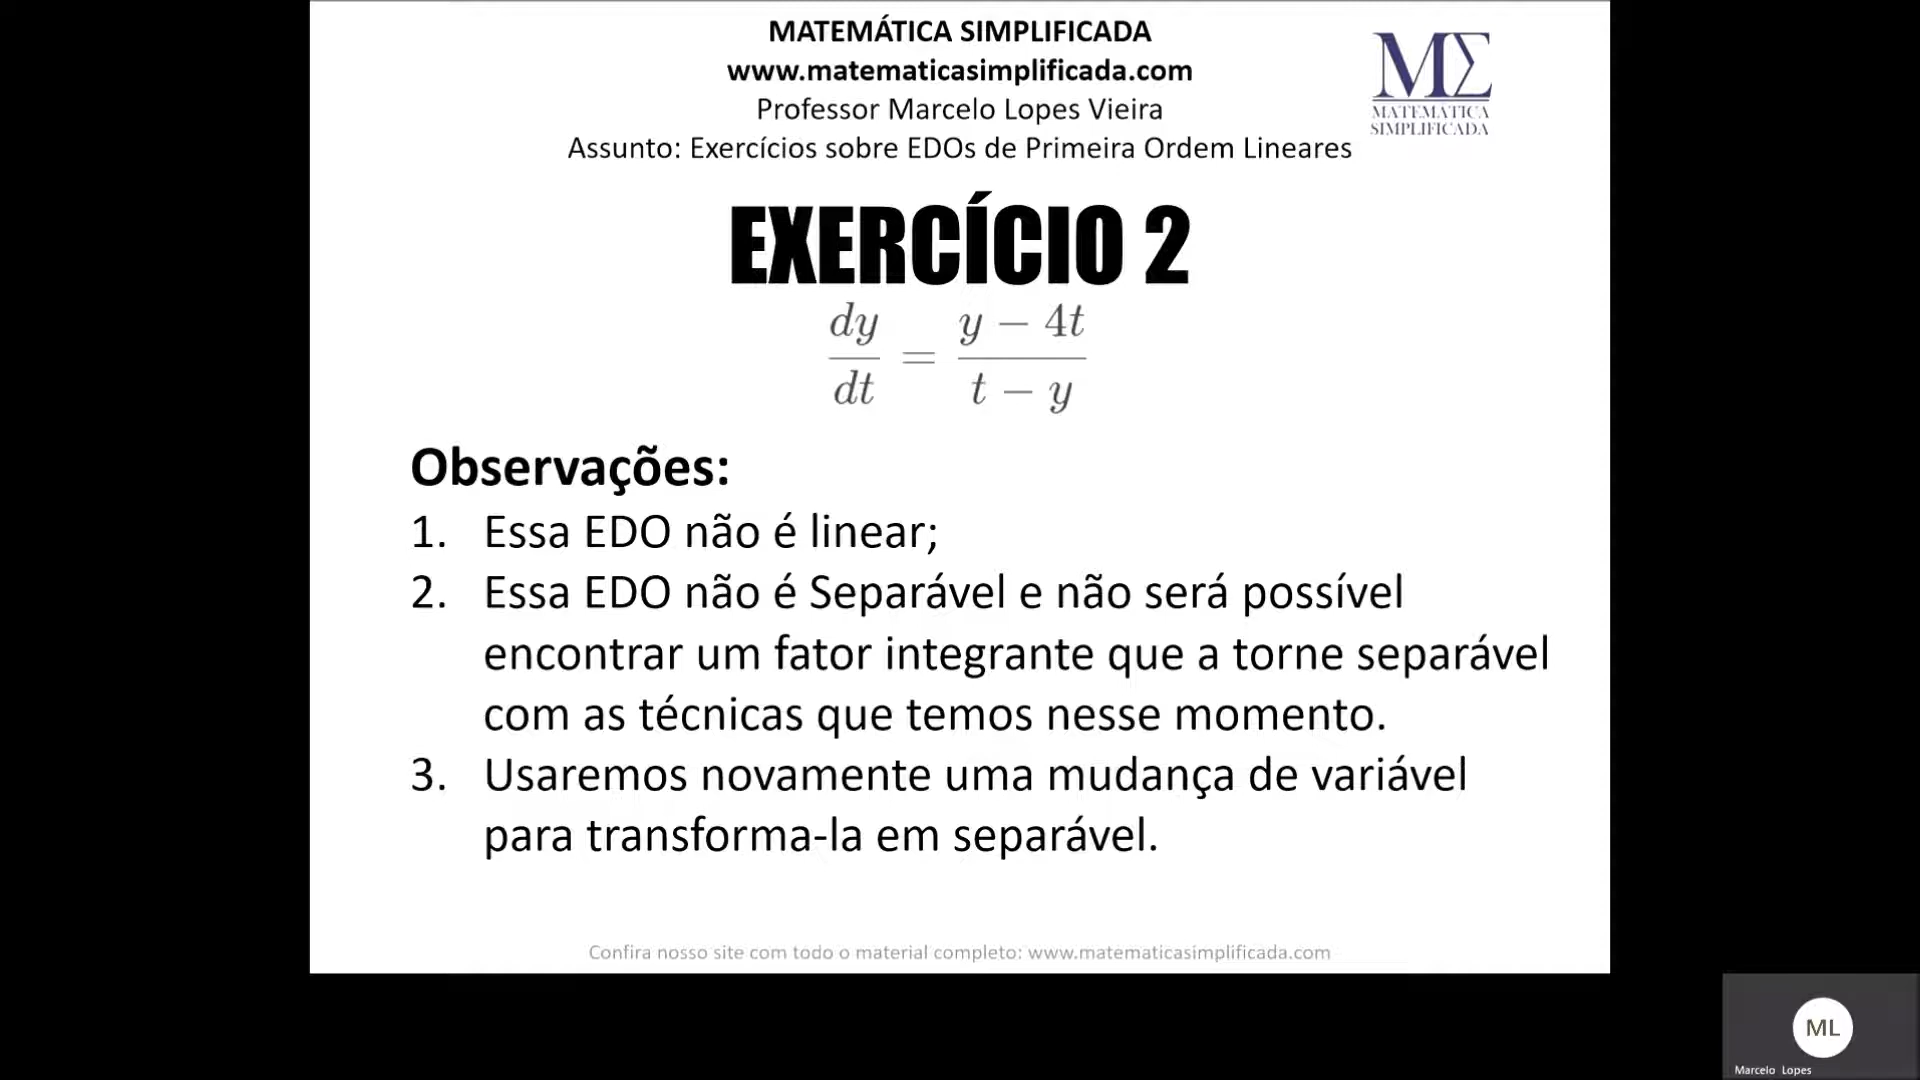 MATEMÁTICA SIMPLIFICADA
www.matematicasimplificada.com
Professor Marcelo Lopes Vieira
Assunto: Exercícios sobre EDOs de Primeira Ordem Lineares
MΣ
MATEMATICA
SIMPLIFICADA
EXERCÍCIO 2
dy/dt = (y − 4t)/(t − y)
Observações:
1. Essa EDO não é linear;
2. Essa EDO não é Separável e não será possível
encontrar um fator integrante que a torne separável
com as técnicas que temos nesse momento.
3. Usaremos novamente uma mudança de variável
para transforma-la em separável.
Confira nosso site com todo o material completo: www.matematicasimplificada.com
ML
Marcelo Lopes